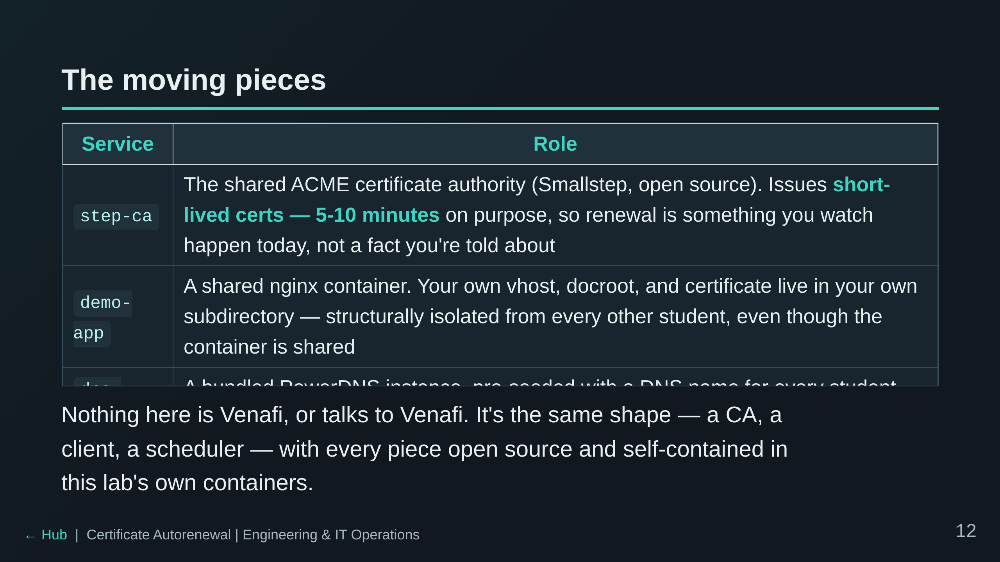 The moving pieces
Service Role
The shared ACME certificate authority (Smallstep, open source). Issues short-
step-ca
lived certs — 5-10 minutes on purpose, so renewal is something you watch
happen today, not a fact you're told about
A shared nginx container. Your own vhost, docroot, and certificate live in your own
demo-
subdirectory — structurally isolated from every other student, even though the
app
container is shared
A bundled PowerDNS instance, pre-seeded with a DNS name for every student
Nothing here is Venafi, or talks to Venafi. It's the same shape — a CA, a
client, a scheduler — with every piece open source and self-contained in
this lab's own containers.
← Hub | Certificate Autorenewal | Engineering & IT Operations
12